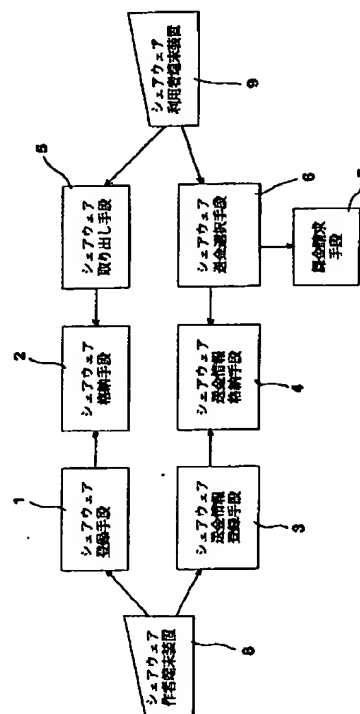 8
シェアウェア
作者端末装置
1
シェアウェア
登録手段
2
シェアウェア
格納手段
5
シェアウェア
取り出し手段
3
シェアウェア
送金情報
登録手段
4
シェアウェア
送金情報
格納手段
6
シェアウェア
送金選択手段
7
課金請求
手段
9
シェアウェア
利用者端末装置